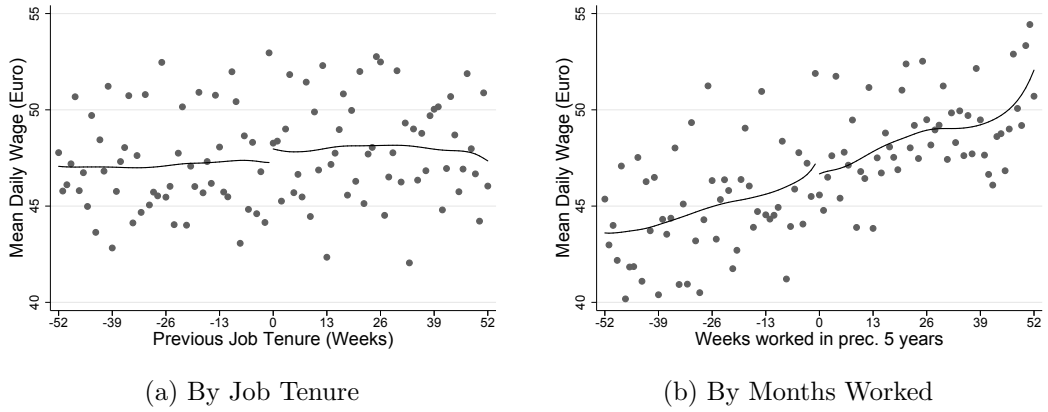 Mean Daily Wage (Euro)
55
50
45
40
-52 -39 -26 -13 0 13 26 39 52
Previous Job Tenure (Weeks)
(a) By Job Tenure
Mean Daily Wage (Euro)
55
50
45
40
-52 -39 -26 -13 0 13 26 39 52
Weeks worked in prec. 5 years
(b) By Months Worked